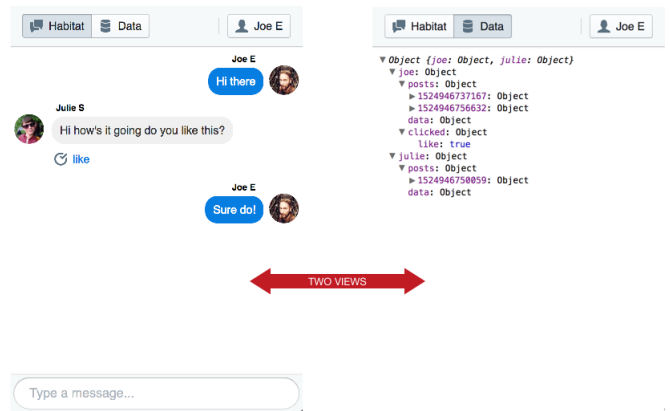 Habitat Data Joe E
Joe E
Hi there
Julie S
Hi how's it going do you like this?
like
Joe E
Sure do!
Type a message...
TWO VIEWS
Habitat Data Joe E
▼Object {joe: Object, julie: Object}
▼joe: Object
▼posts: Object
▶1524946737167: Object
▶1524946756632: Object
data: Object
▼clicked: Object
like: true
▼julie: Object
▼posts: Object
▶1524946750059: Object
data: Object